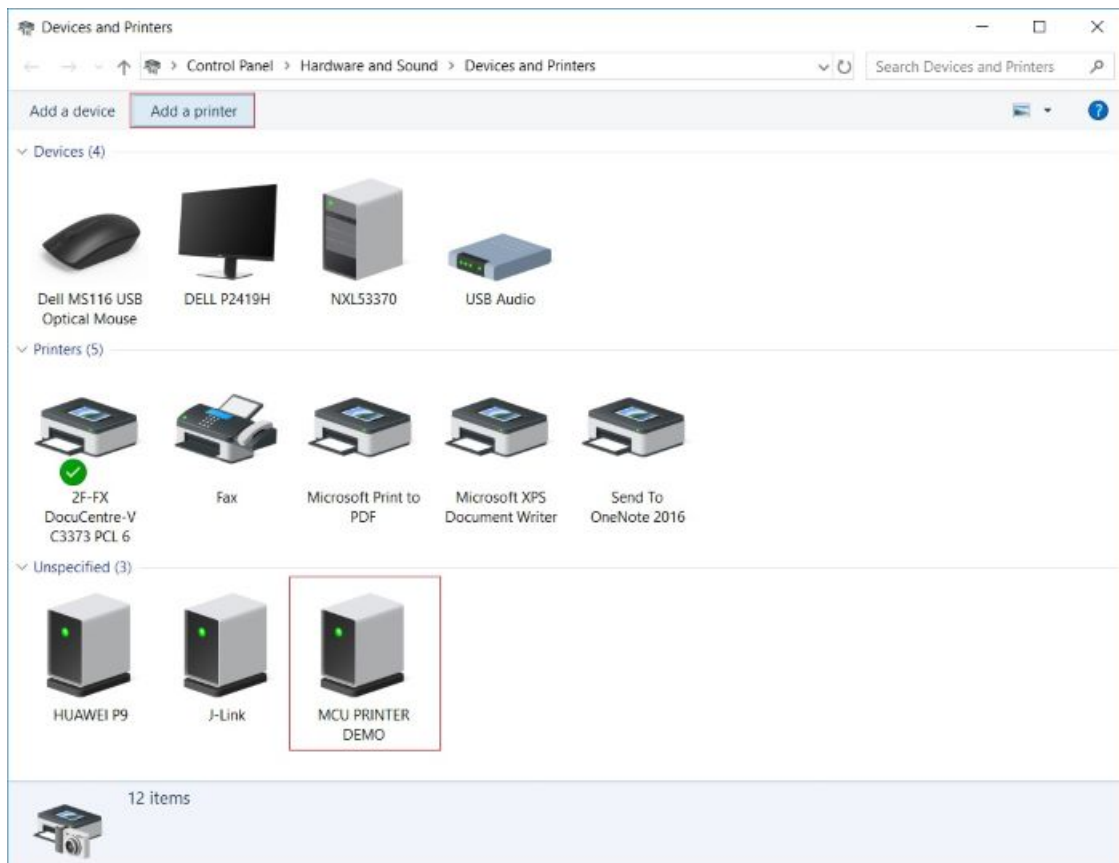 Devices and Printers
Control Panel > Hardware and Sound > Devices and Printers
Search Devices and Printers
Add a device
Add a printer
Devices (4)
Dell MS116 USB
Optical Mouse
DELL P2419H
NXL53370
USB Audio
Printers (5)
2F-FX
DocuCentre-V
C3373 PCL 6
Fax
Microsoft Print to
PDF
Microsoft XPS
Document Writer
Send To
OneNote 2016
Unspecified (3)
HUAWEI P9
J-Link
MCU PRINTER
DEMO
12 items